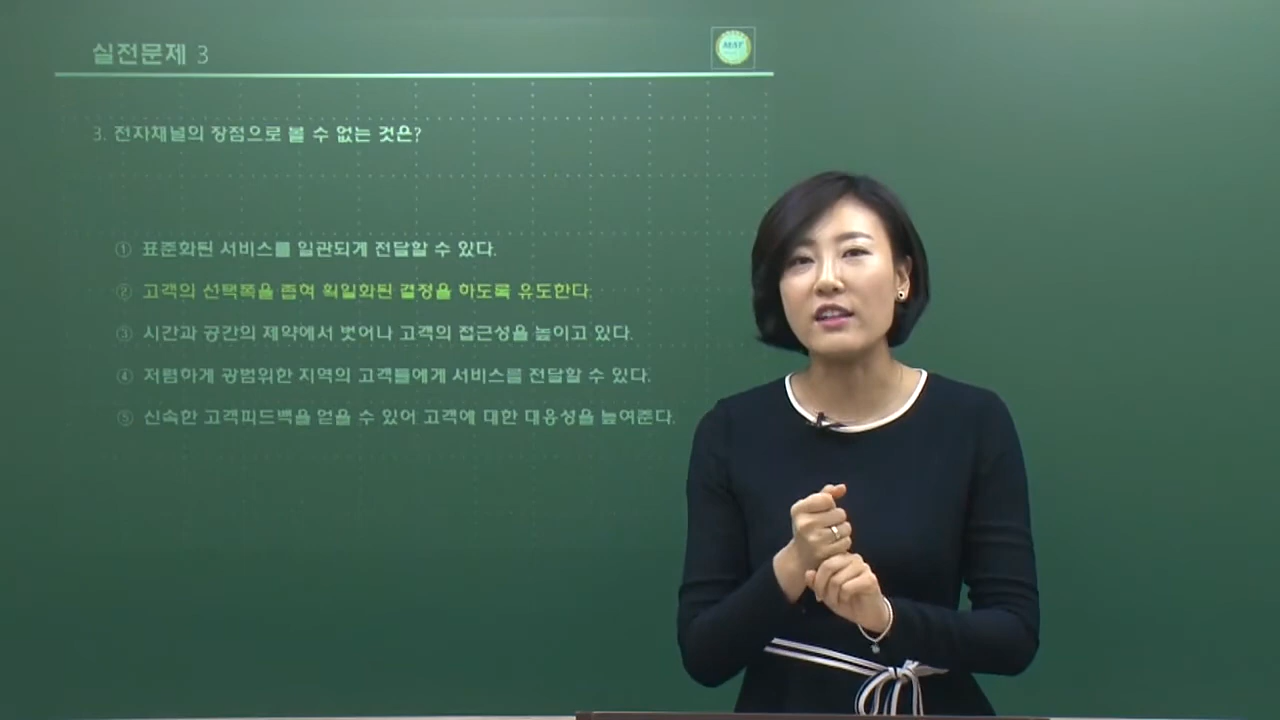 실전문제 3
3. 전자채널의 장점으로 볼 수 없는 것은?
① 표준화된 서비스를 일관되게 전달할 수 있다.
② 고객의 선택폭을 좁혀 획일화된 결정을 하도록 유도한다.
③ 시간과 공간의 제약에서 벗어나 고객의 접근성을 높이고 있다.
④ 저렴하게 광범위한 지역의 고객들에게 서비스를 전달할 수 있다.
⑤ 신속한 고객피드백을 얻을 수 있어 고객에 대한 대응성을 높여준다.